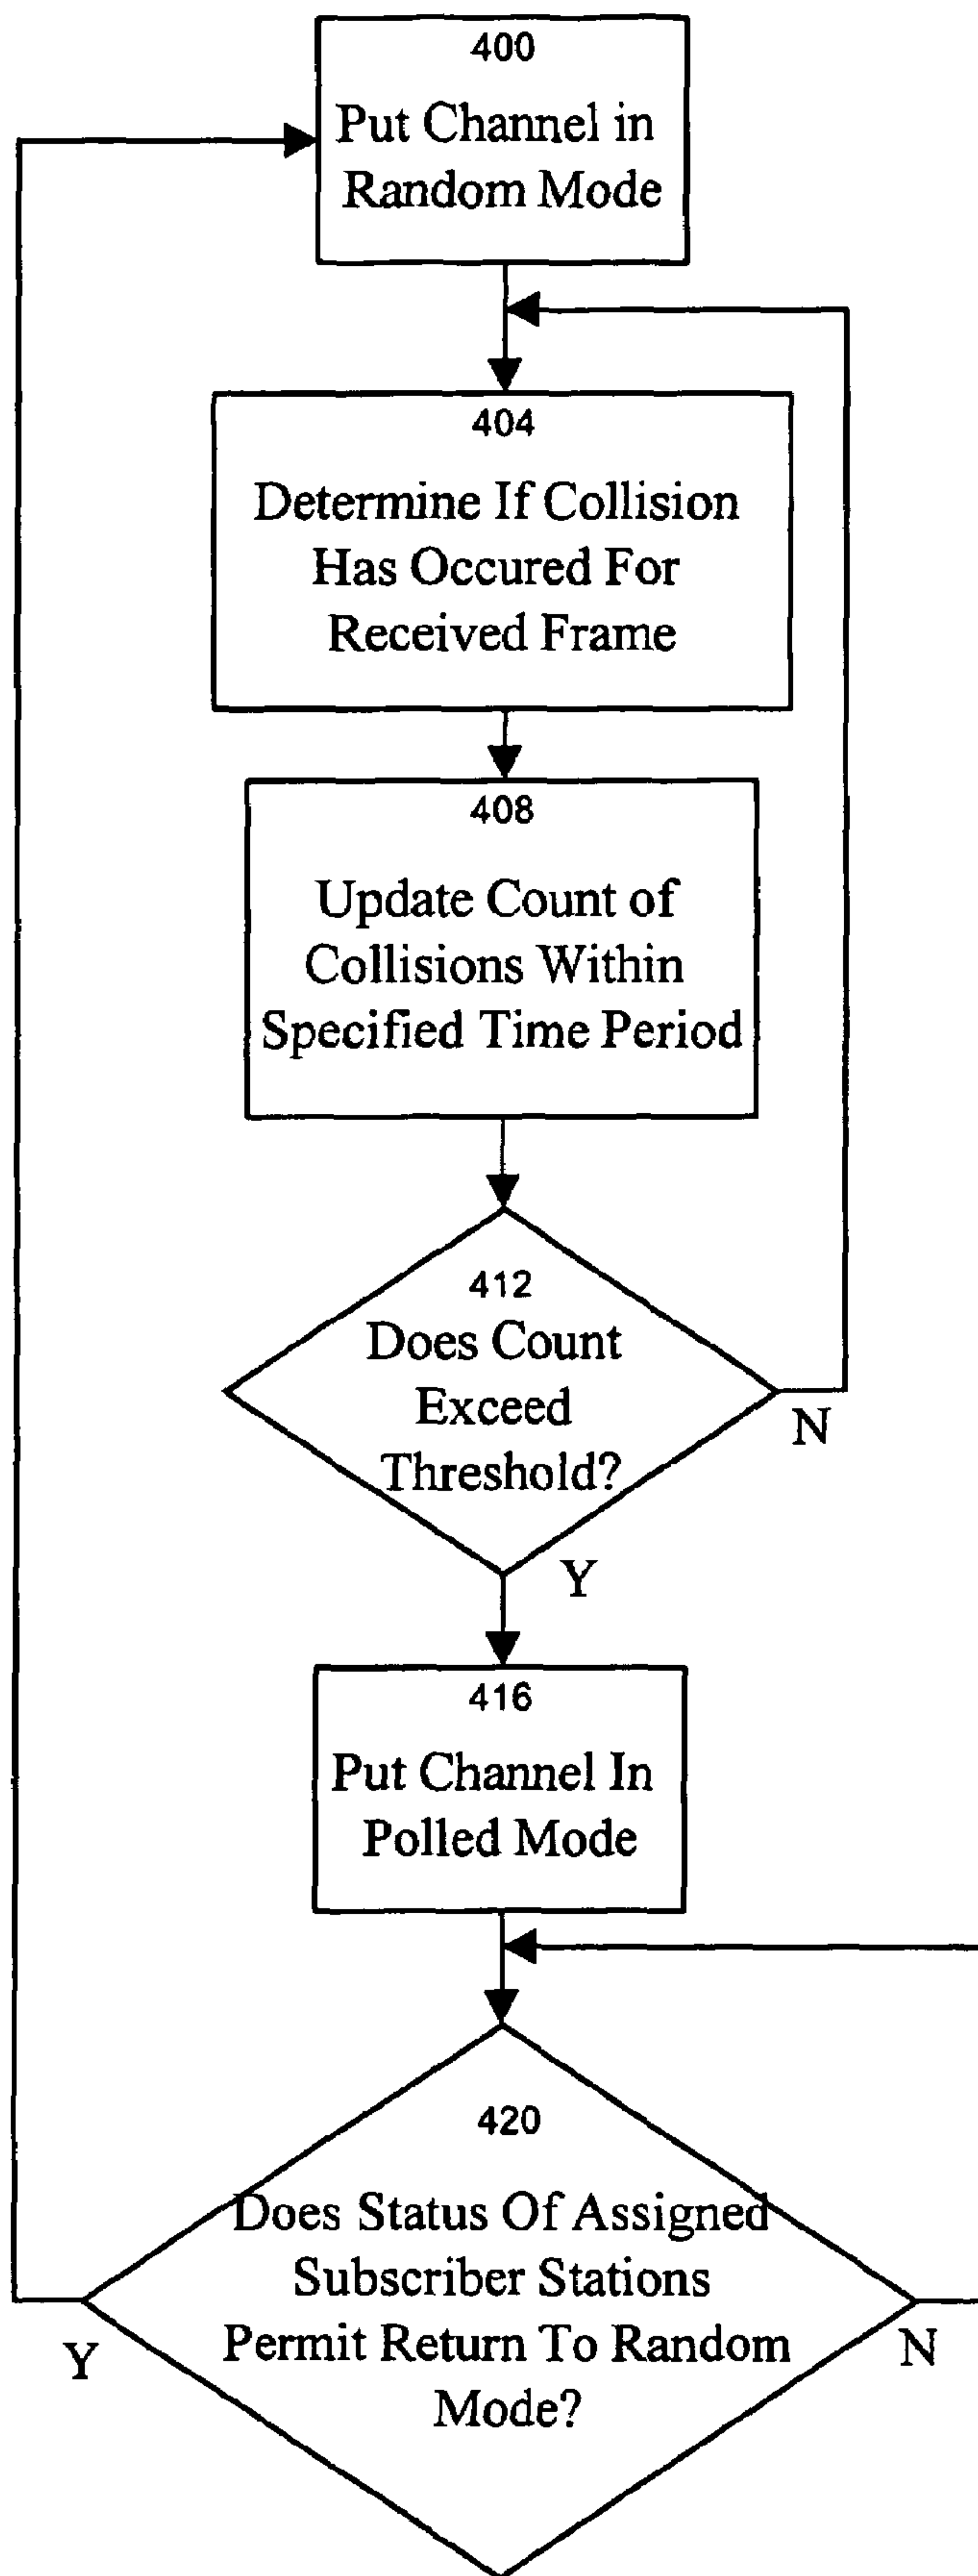 400
Put Channel in
Random Mode
404
Determine If Collision
Has Occured For
Received Frame
408
Update Count of
Collisions Within
Specified Time Period
412
Does Count
Exceed
Threshold?
N
Y
416
Put Channel In
Polled Mode
420
Does Status Of Assigned
Subscriber Stations
Permit Return To Random
Mode?
Y
N